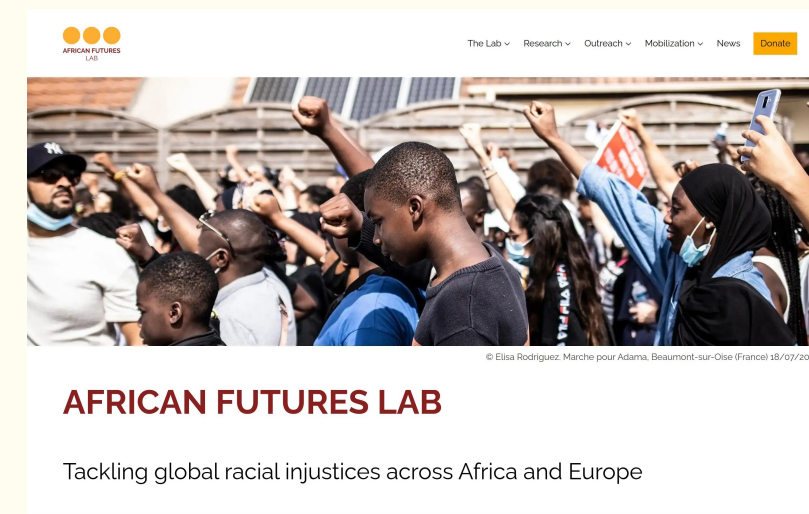 AFRICAN FUTURES
LAB
The Lab Research Outreach Mobilization News Donate
© Elisa Rodriguez. Marche pour Adama, Beaumont-sur-Oise (France) 18/07/20
AFRICAN FUTURES LAB
Tackling global racial injustices across Africa and Europe